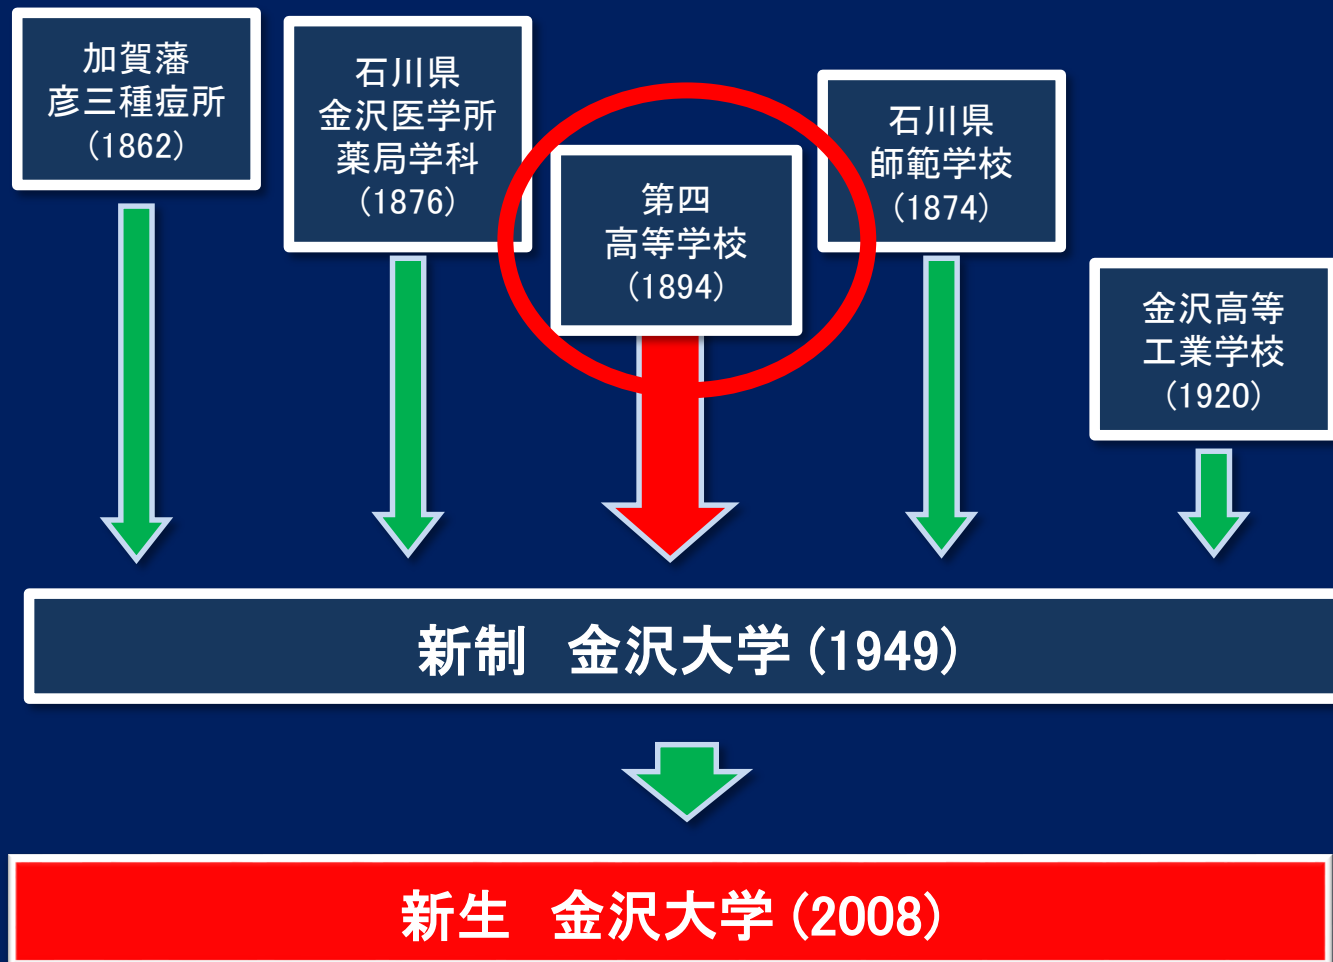 加賀藩
彦三種痘所
(1862)
石川県
金沢医学所
薬局学科
(1876)
第四
高等学校
(1894)
石川県
師範学校
(1874)
金沢高等
工業学校
(1920)
新制　金沢大学(1949)
新生　金沢大学(2008)